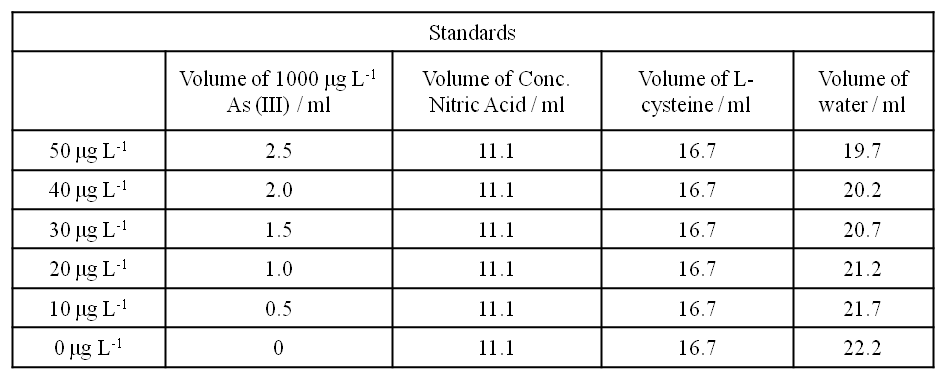 Standards
Volume of 1000 µg L-1 As (III) / ml Volume of Conc. Nitric Acid / ml Volume of L-cysteine / ml Volume of water / ml
50 µg L-1 2.5 11.1 16.7 19.7
40 µg L-1 2.0 11.1 16.7 20.2
30 µg L-1 1.5 11.1 16.7 20.7
20 µg L-1 1.0 11.1 16.7 21.2
10 µg L-1 0.5 11.1 16.7 21.7
0 µg L-1 0 11.1 16.7 22.2